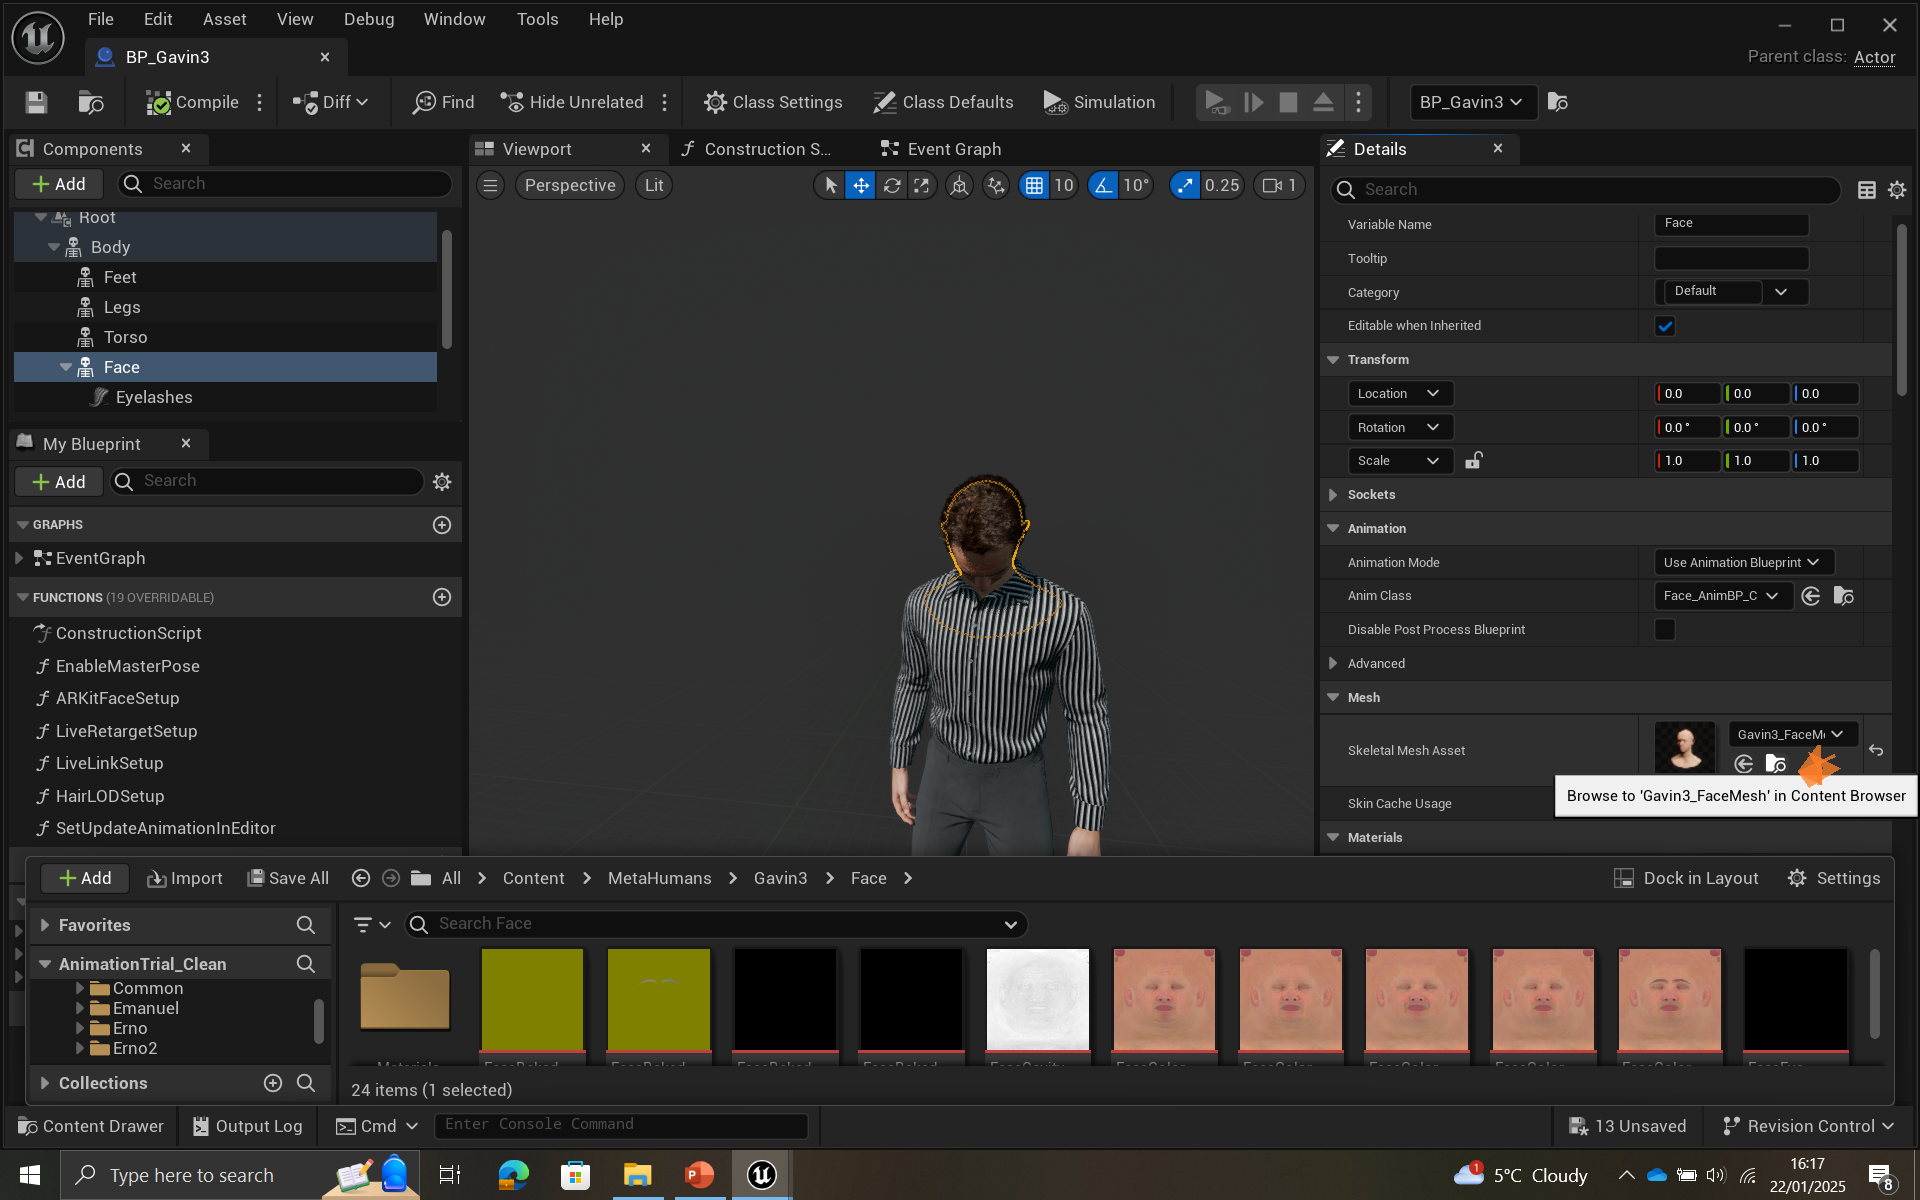 File Edit Asset View Debug Window Tools Help
BP_Gavin3
Parent class: Actor
Compile Diff Find Hide Unrelated Class Settings Class Defaults Simulation BP_Gavin3
Components
Add Search
Root
Body
Feet
Legs
Torso
Face
Eyelashes
My Blueprint
Add Search
GRAPHS
EventGraph
FUNCTIONS (19 OVERRIDABLE)
ConstructionScript
EnableMasterPose
ARKitFaceSetup
LiveRetargetSetup
LiveLinkSetup
HairLODSetup
SetUpdateAnimationInEditor
Viewport Construction S... Event Graph
Perspective Lit 10 10° 0.25 1
Details
Search
Variable Name Face
Tooltip
Category Default
Editable when Inherited
Transform
Location 0.0 0.0 0.0
Rotation 0.0 ° 0.0 ° 0.0 °
Scale 1.0 1.0 1.0
Sockets
Animation
Animation Mode Use Animation Blueprint
Anim Class Face_AnimBP_C
Disable Post Process Blueprint
Advanced
Mesh
Skeletal Mesh Asset Gavin3_FaceM
Browse to 'Gavin3_FaceMesh' in Content Browser
Skin Cache Usage
Materials
Add Import Save All All Content MetaHumans Gavin3 Face Dock in Layout Settings
Favorites
AnimationTrial_Clean
Common
Emanuel
Erno
Erno2
Collections
Search Face
24 items (1 selected)
Content Drawer Output Log Cmd Enter Console Command 13 Unsaved Revision Control
Type here to search
1 5°C Cloudy
16:17
22/01/2025
8